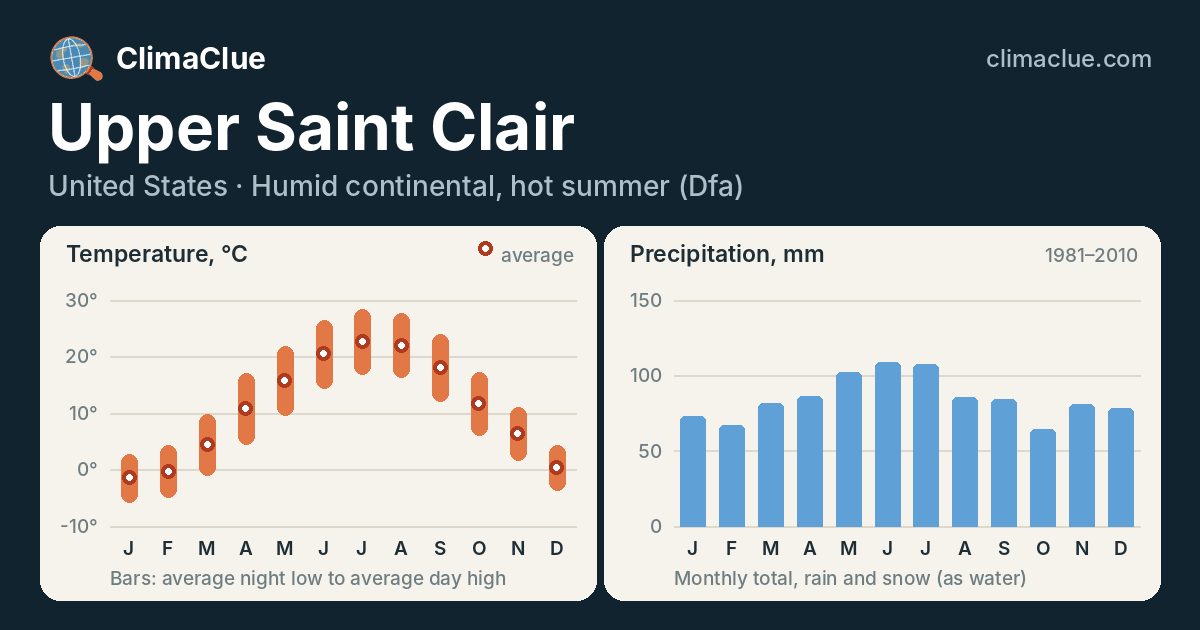 ClimaClue
climaclue.com
Upper Saint Clair
United States · Humid continental, hot summer (Dfa)
Temperature, °C
average
30°
20°
10°
0°
-10°
J F M A M J J A S O N D
Bars: average night low to average day high
Precipitation, mm
1981–2010
150
100
50
0
J F M A M J J A S O N D
Monthly total, rain and snow (as water)